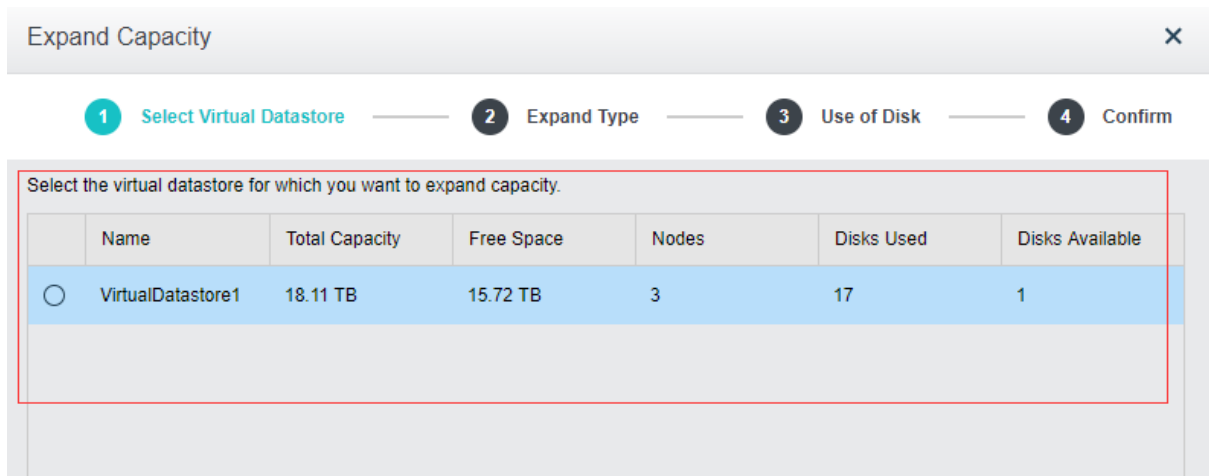 Expand Capacity
1 Select Virtual Datastore 2 Expand Type 3 Use of Disk 4 Confirm
Select the virtual datastore for which you want to expand capacity.
Name Total Capacity Free Space Nodes Disks Used Disks Available
VirtualDatastore1 18.11 TB 15.72 TB 3 17 1